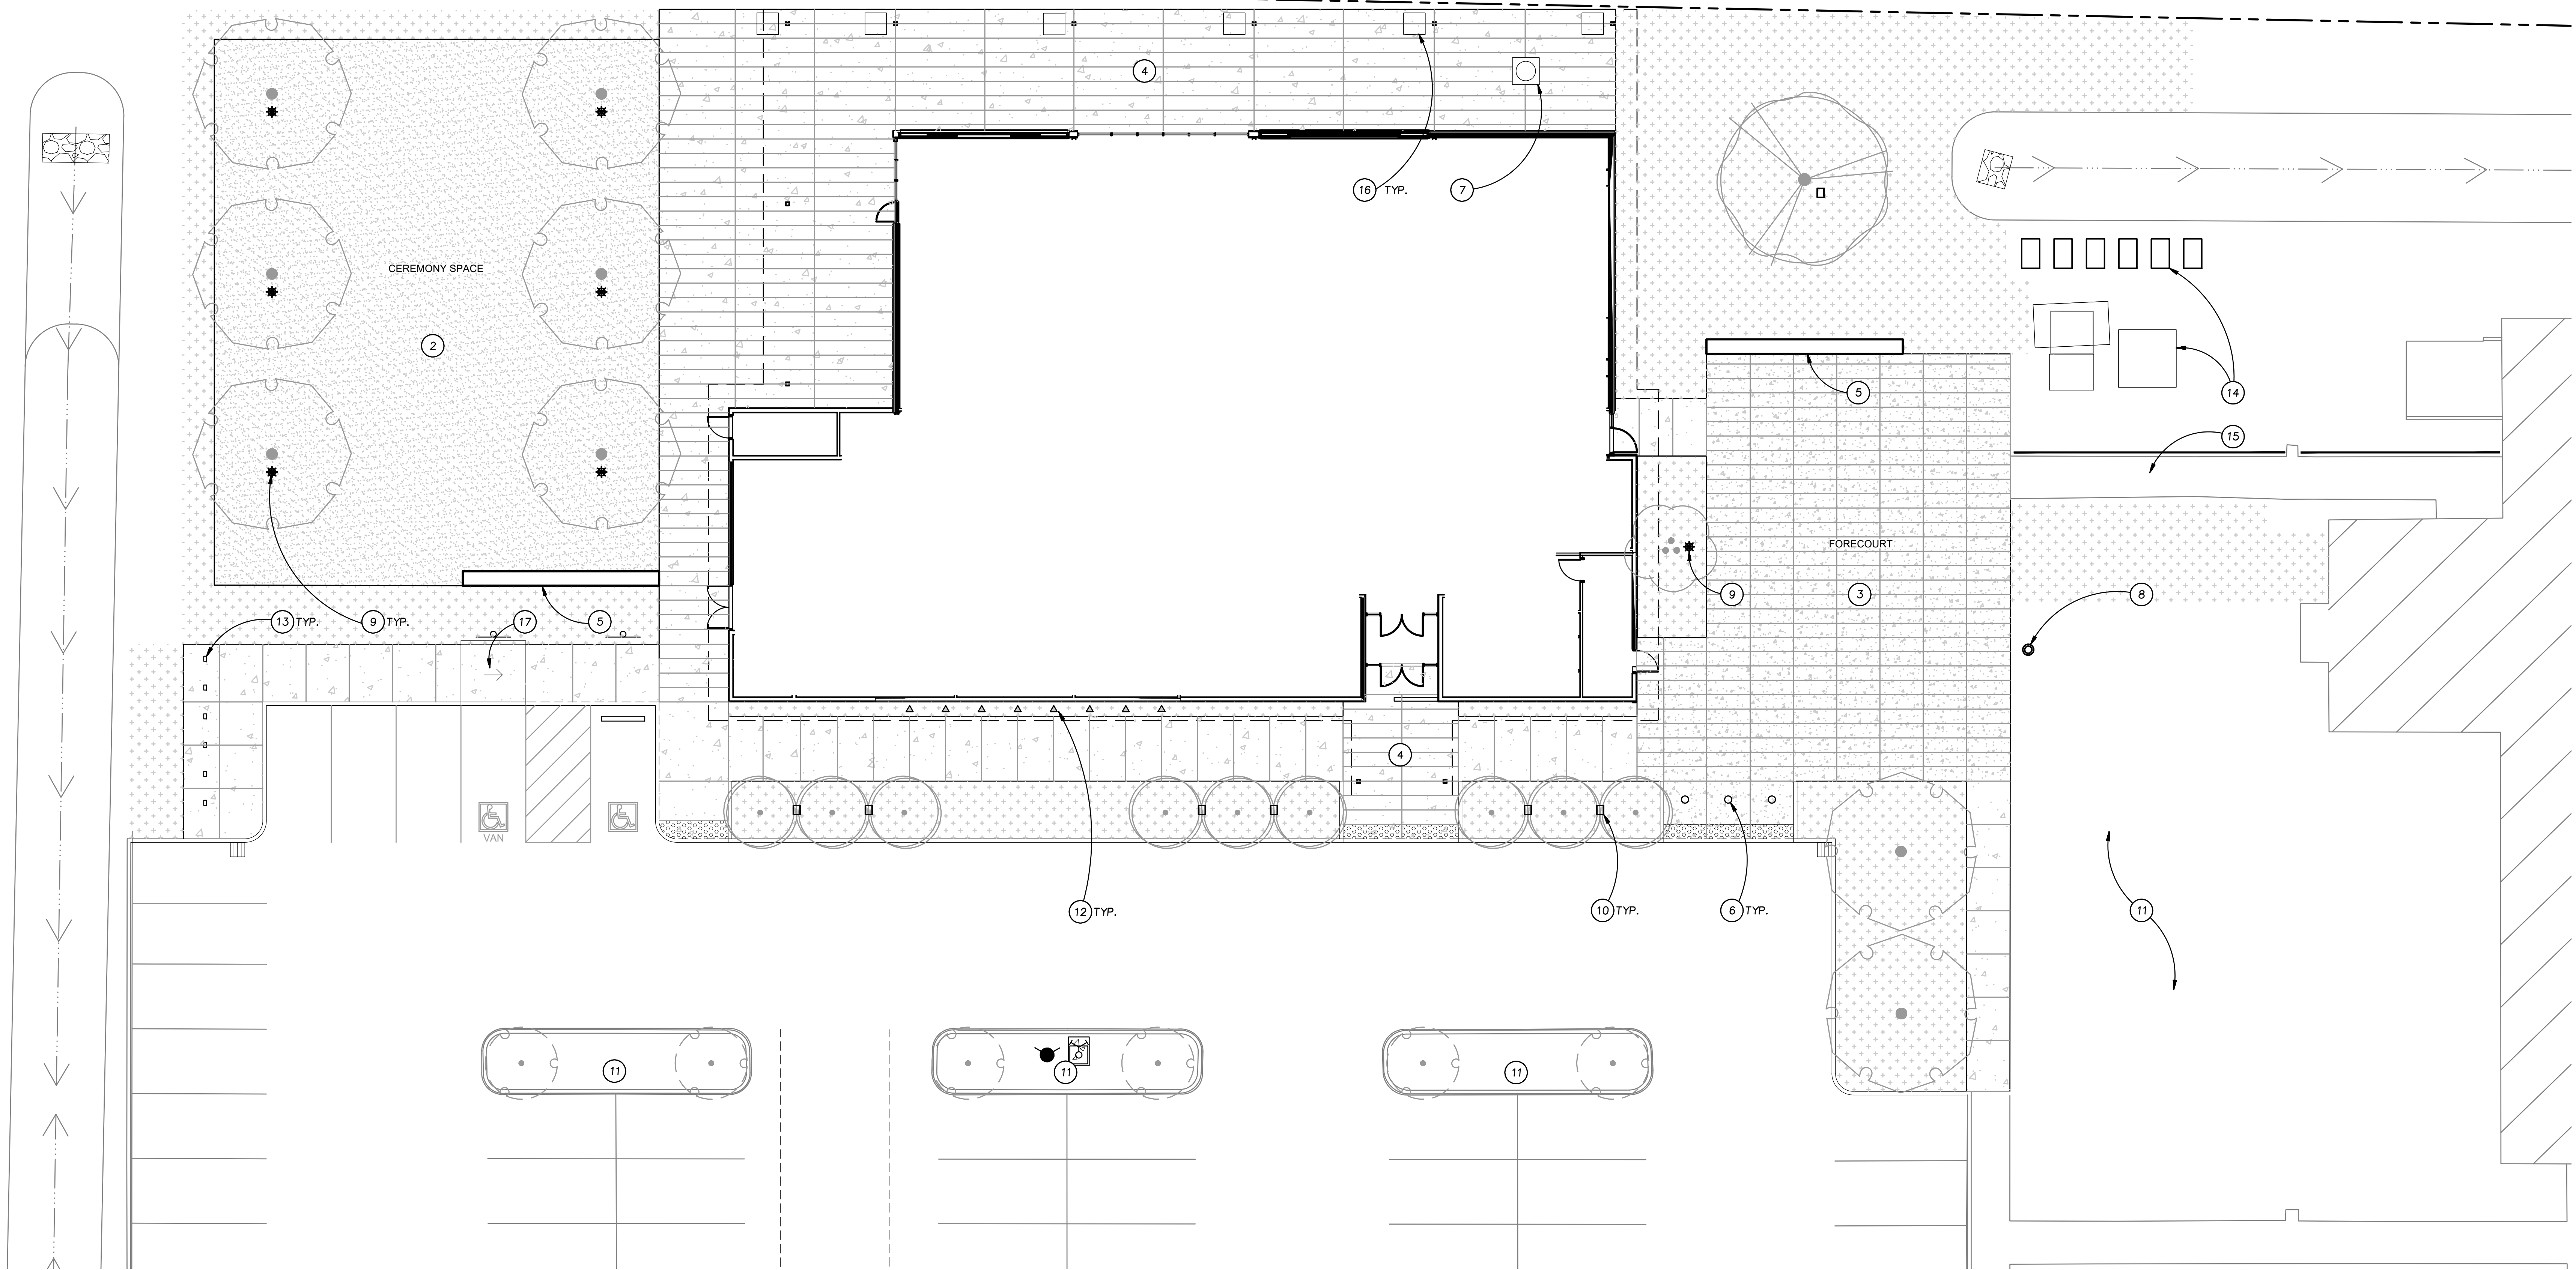 4
16 TYP.
7
CEREMONY SPACE
2
5
14
15
FORECOURT
9
3
8
13 TYP.
9 TYP.
17
5
4
VAN
12 TYP.
10 TYP.
6 TYP.
11
11
11
11